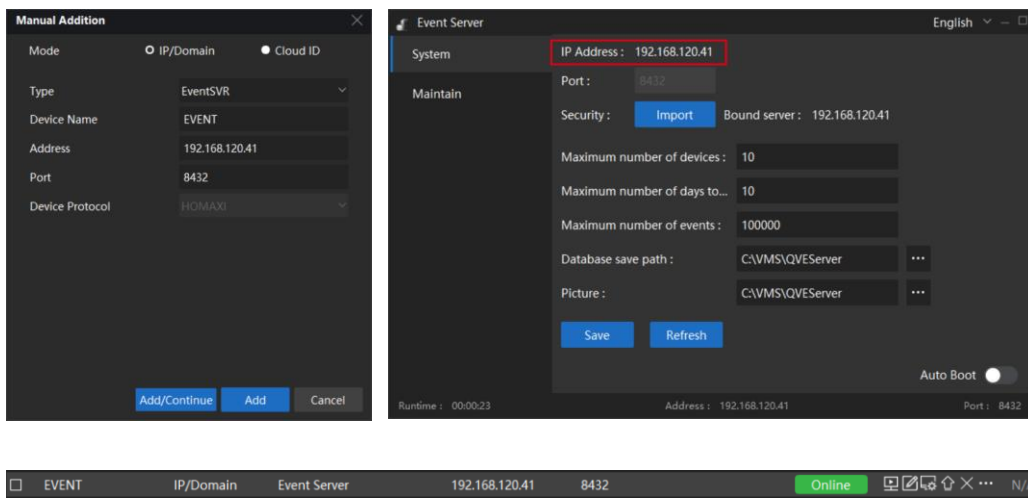 Manual Addition
Mode IP/Domain Cloud ID
Type EventSVR
Device Name EVENT
Address 192.168.120.41
Port 8432
Device Protocol HOMAXI
Add/Continue Add Cancel
Event Server English
System
Maintain
IP Address : 192.168.120.41
Port : 8432
Security : Import Bound server : 192.168.120.41
Maximum number of devices : 10
Maximum number of days to... 10
Maximum number of events : 100000
Database save path : C:\VMS\QVEServer ...
Picture : C:\VMS\QVEServer ...
Save Refresh
Auto Boot
Runtime : 00:00:23 Address : 192.168.120.41 Port : 8432
EVENT IP/Domain Event Server 192.168.120.41 8432 Online ... N/